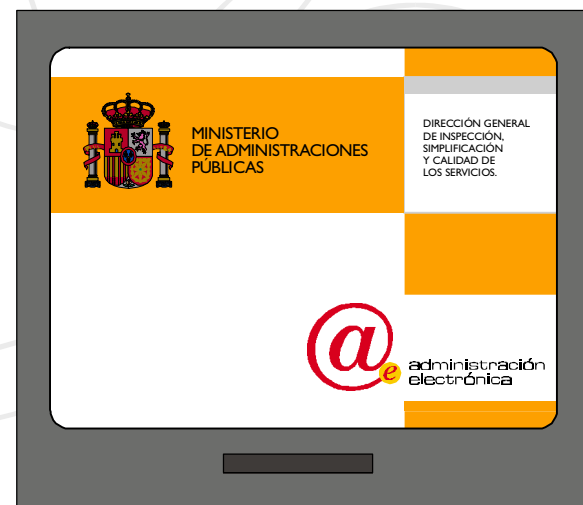 MINISTERIO
DE ADMINISTRACIONES
PÚBLICAS
DIRECCIÓN GENERAL
DE INSPECCIÓN,
SIMPLIFICACIÓN
Y CALIDAD DE
LOS SERVICIOS.
@e
administración
electrónica